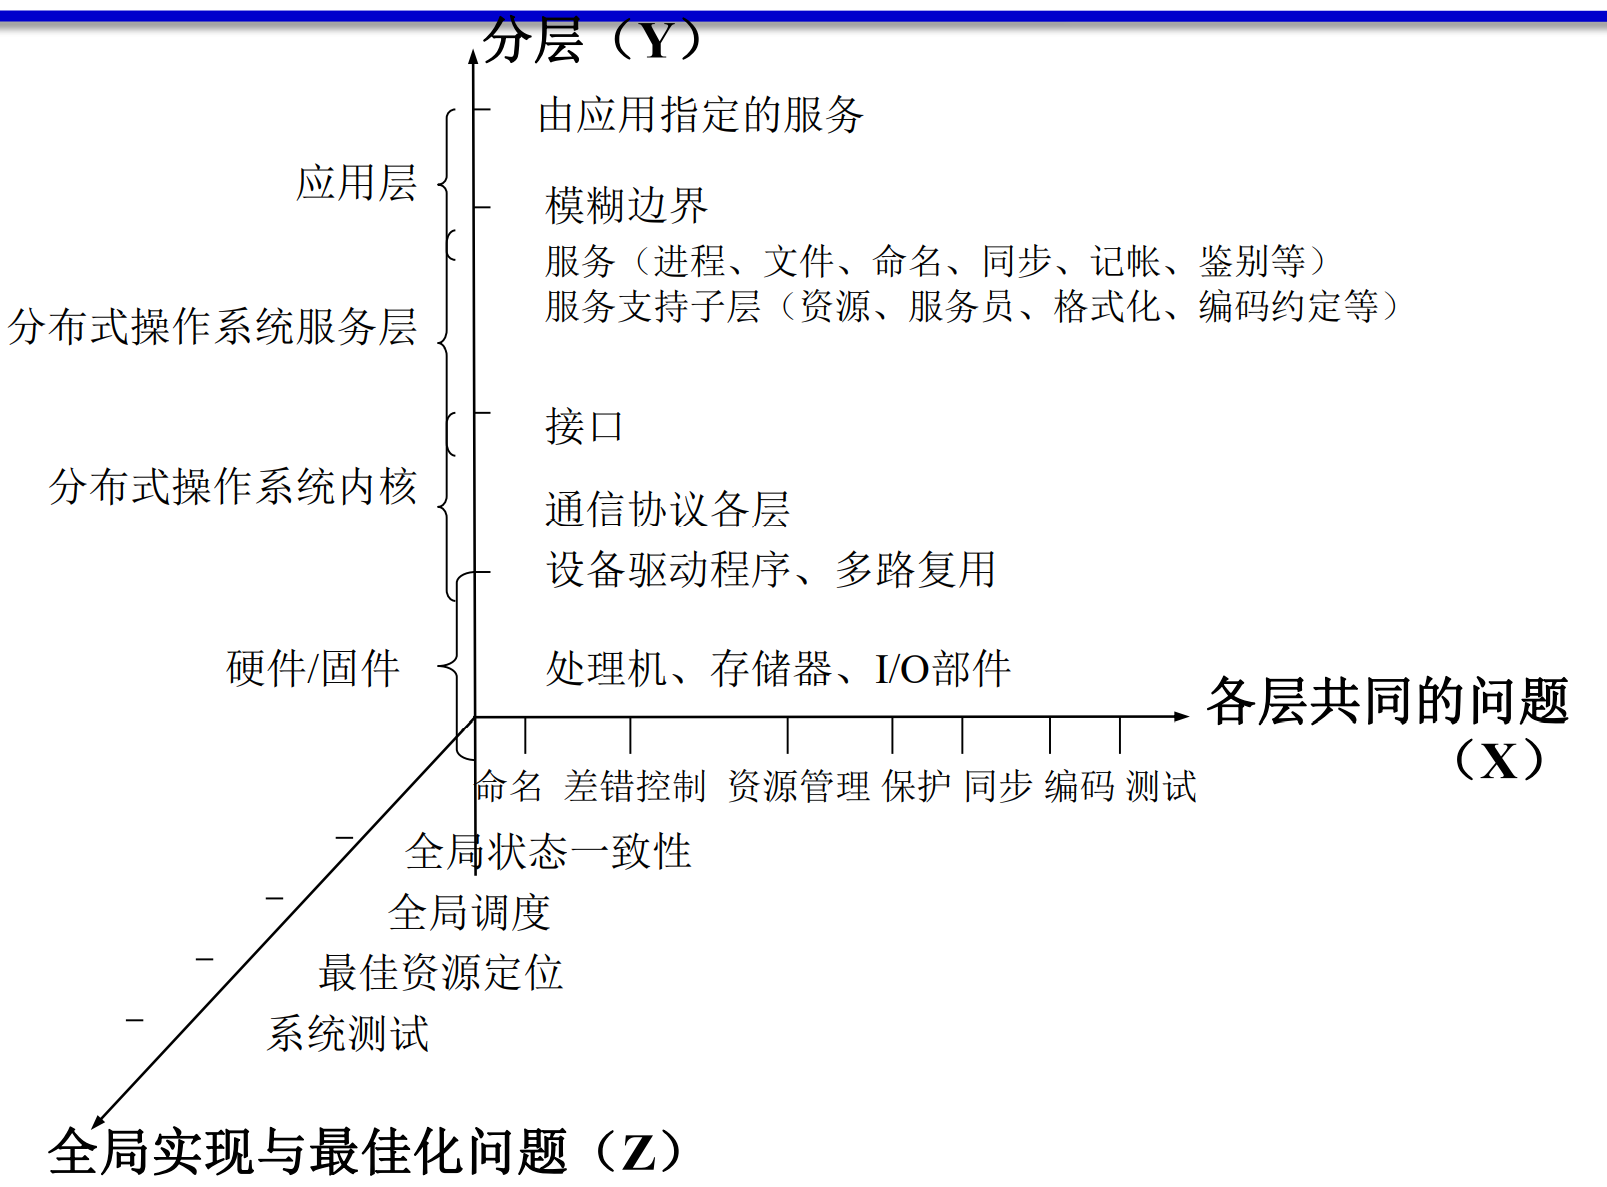 分层（Y）
由应用指定的服务
应用层
模糊边界
服务（进程、文件、命名、同步、记帐、鉴别等）
服务支持子层（资源、服务员、格式化、编码约定等）
分布式操作系统服务层
接口
分布式操作系统内核
通信协议各层
设备驱动程序、多路复用
硬件/固件
处理机、存储器、I/O部件
各层共同的问题
（X）
命名 差错控制 资源管理 保护 同步 编码 测试
全局状态一致性
全局调度
最佳资源定位
系统测试
全局实现与最佳化问题（Z）